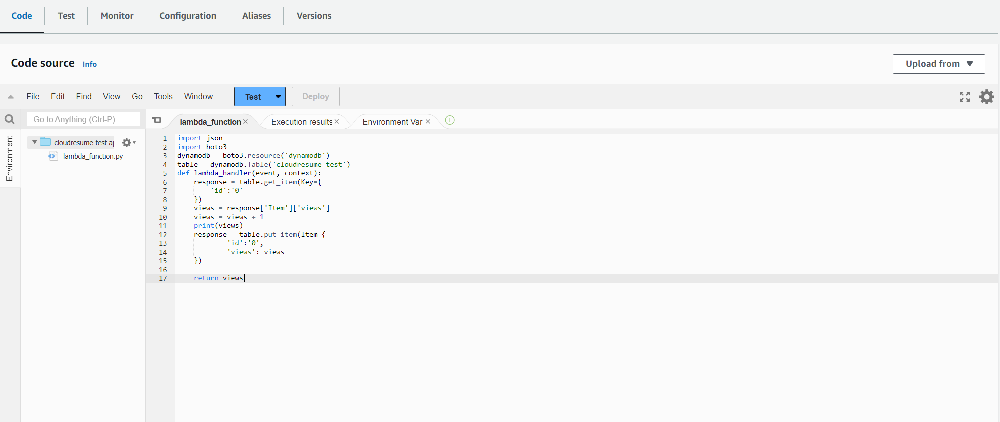 Code Test Monitor Configuration Aliases Versions
Code source Info
Upload from
File Edit Find View Go Tools Window Test Deploy
Go to Anything (Ctrl-P)
lambda_function Execution results Environment Vari
Environment
cloudresume-test-ap
lambda_function.py
1 import json
2 import boto3
3 dynamodb = boto3.resource('dynamodb')
4 table = dynamodb.Table('cloudresume-test')
5 def lambda_handler(event, context):
6     response = table.get_item(Key={
7         'id':'0'
8     })
9     views = response['Item']['views']
10     views = views + 1
11     print(views)
12     response = table.put_item(Item={
13             'id':'0',
14             'views': views
15     })
16
17     return views